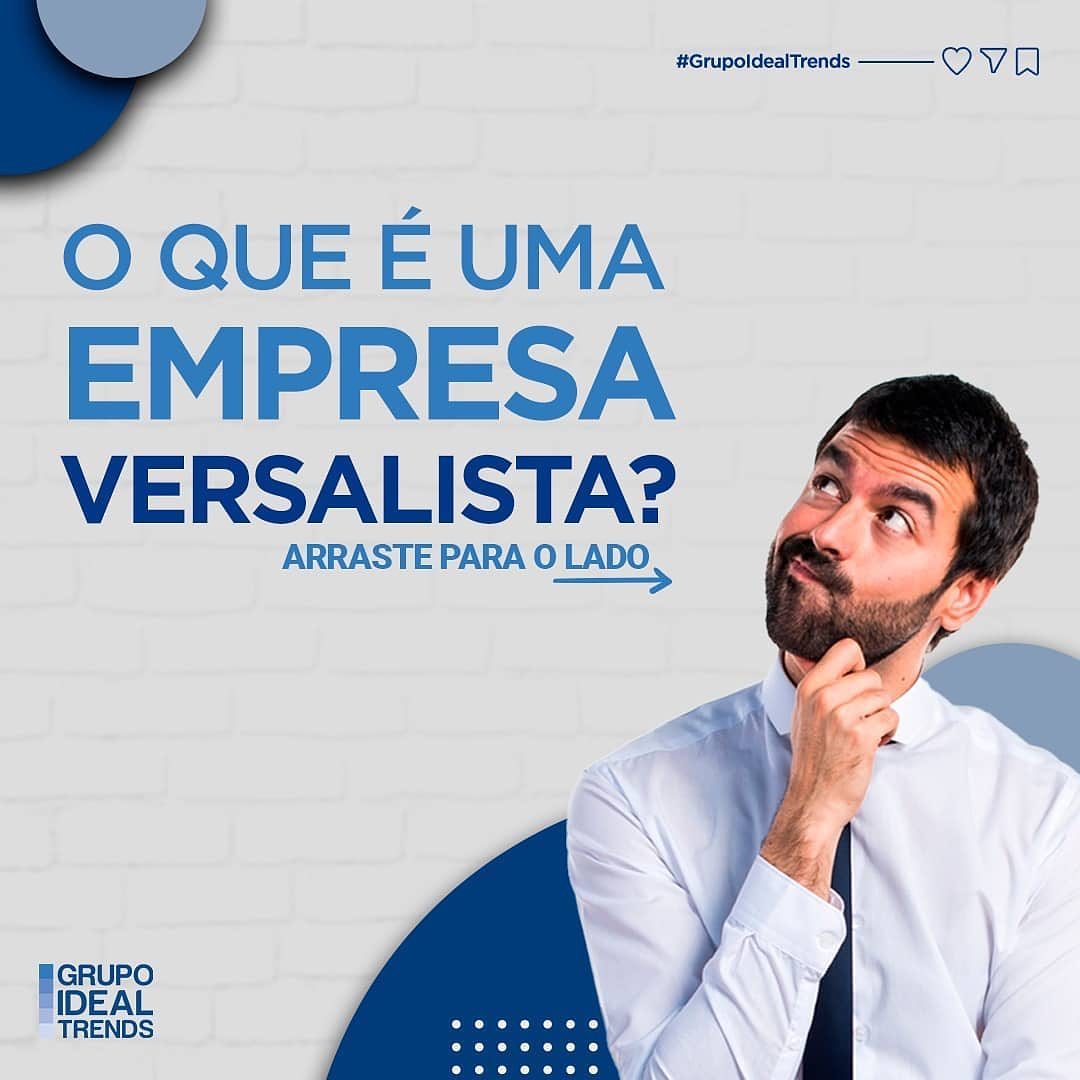 #GrupoIdealTrends
O QUE É UMA
EMPRESA
VERSALISTA?
ARRASTE PARA O LADO
GRUPO
IDEAL
TRENDS